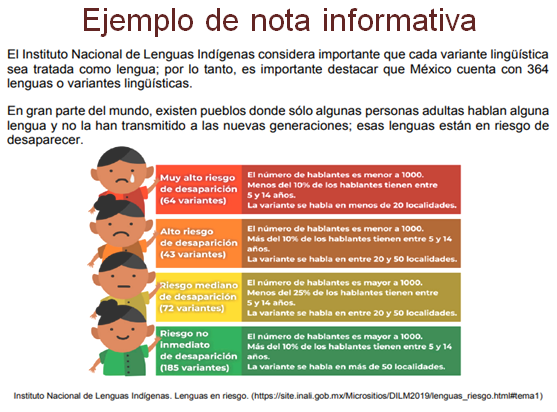 Ejemplo de nota informativa
El Instituto Nacional de Lenguas Indígenas considera importante que cada variante lingüística
sea tratada como lengua; por lo tanto, es importante destacar que México cuenta con 364
lenguas o variantes lingüísticas.
En gran parte del mundo, existen pueblos donde sólo algunas personas adultas hablan alguna
lengua y no la han transmitido a las nuevas generaciones; esas lenguas están en riesgo de
desaparecer.
Muy alto riesgo
de desaparición
(64 variantes)
El número de hablantes es menor a 1000.
Menos del 10% de los hablantes tienen entre
5 y 14 años.
La variante se habla en menos de 20 localidades.
Alto riesgo
de desaparición
(43 variantes)
El número de hablantes es menor a 1000.
Más del 10% de los hablantes tienen entre 5 y 14
años.
La variante se habla en entre 20 y 50 localidades.
Riesgo mediano
de desaparición
(72 variantes)
El número de hablantes es mayor a 1000.
Menos del 25% de los hablantes tienen entre
5 y 14 años.
La variante se habla en entre 20 y 50 localidades.
Riesgo no
inmediato
de desaparición
(185 variantes)
El número de hablantes es mayor a 1000.
Más del 10% de los hablantes tienen entre 5 y 14
años.
La variante se habla en más de 50 localidades.
Instituto Nacional de Lenguas Indígenas. Lenguas en riesgo. (https://site.inali.gob.mx/Micrositios/DILM2019/lenguas_riesgo.html#tema1)